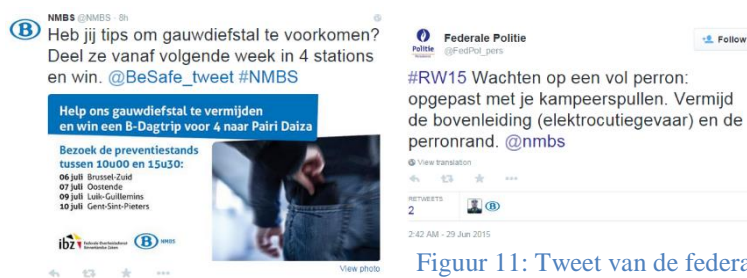 NMBS @NMBS · 8h
Heb jij tips om gauwdiefstal te voorkomen?
Deel ze vanaf volgende week in 4 stations
en win. @BeSafe_tweet #NMBS
Help ons gauwdiefstal te vermijden
en win een B-Dagtrip voor 4 naar Pairi Daiza
Bezoek de preventiestands
tussen 10u00 en 15u30:
06 juli Brussel-Zuid
07 juli Oostende
09 juli Luik-Guillemins
10 juli Gent-Sint-Pieters
ibz
B NMBS
View photo
Federale Politie
Politie
@FedPol_pers
Follow
#RW15 Wachten op een vol perron:
opgepast met je kampeerspullen. Vermijd
de bovenleiding (elektrocutiegevaar) en de
perronrand. @nmbs
View translation
RETWEETS
2
2:42 AM - 29 Jun 2015
Figuur 11: Tweet van de federa